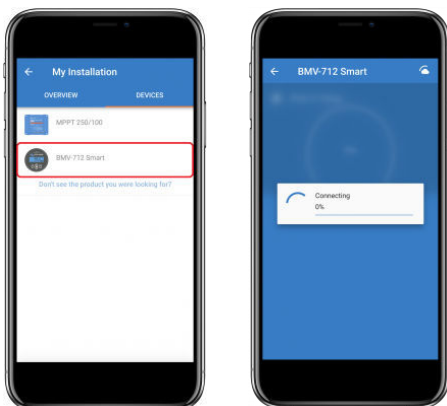 My Installation
OVERVIEW
DEVICES
MPPT 250/100
BMV-712 Smart
Don't see the product you were looking for?
BMV-712 Smart
Connecting
0%